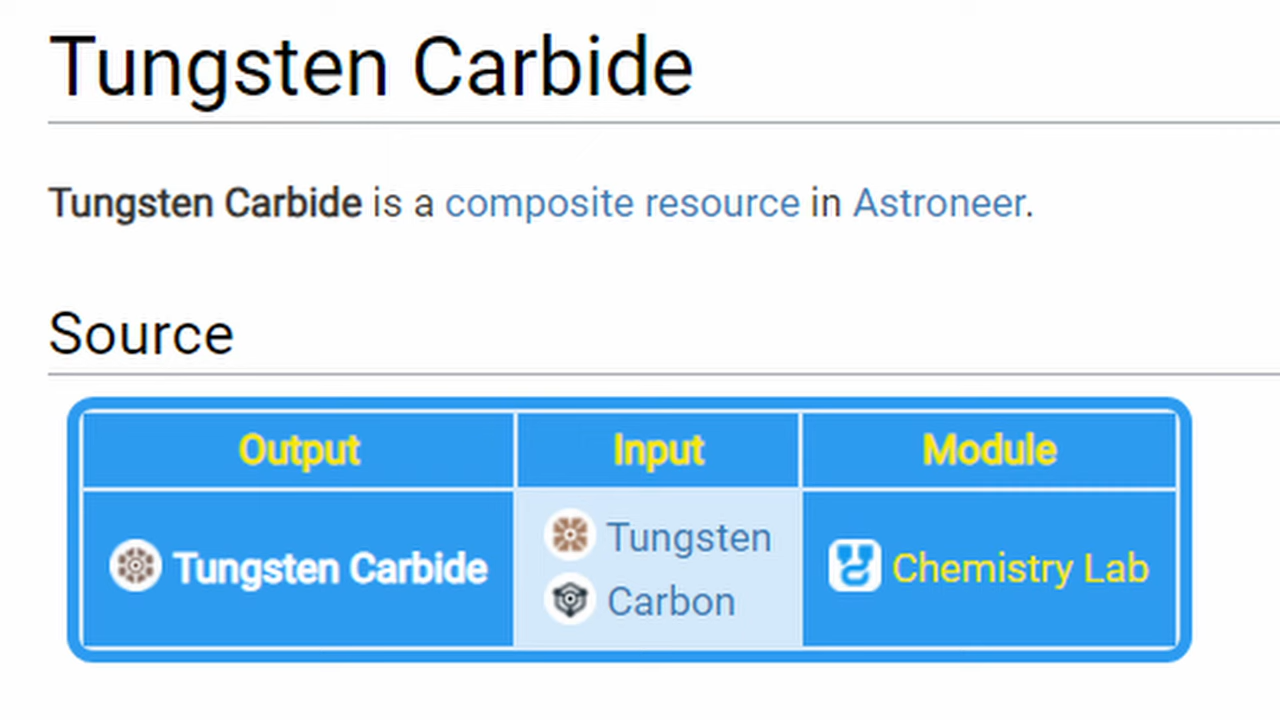 Tungsten Carbide
Tungsten Carbide is a composite resource in Astroneer.
Source
Output Input Module
Tungsten Carbide
Tungsten
Carbon
Chemistry Lab